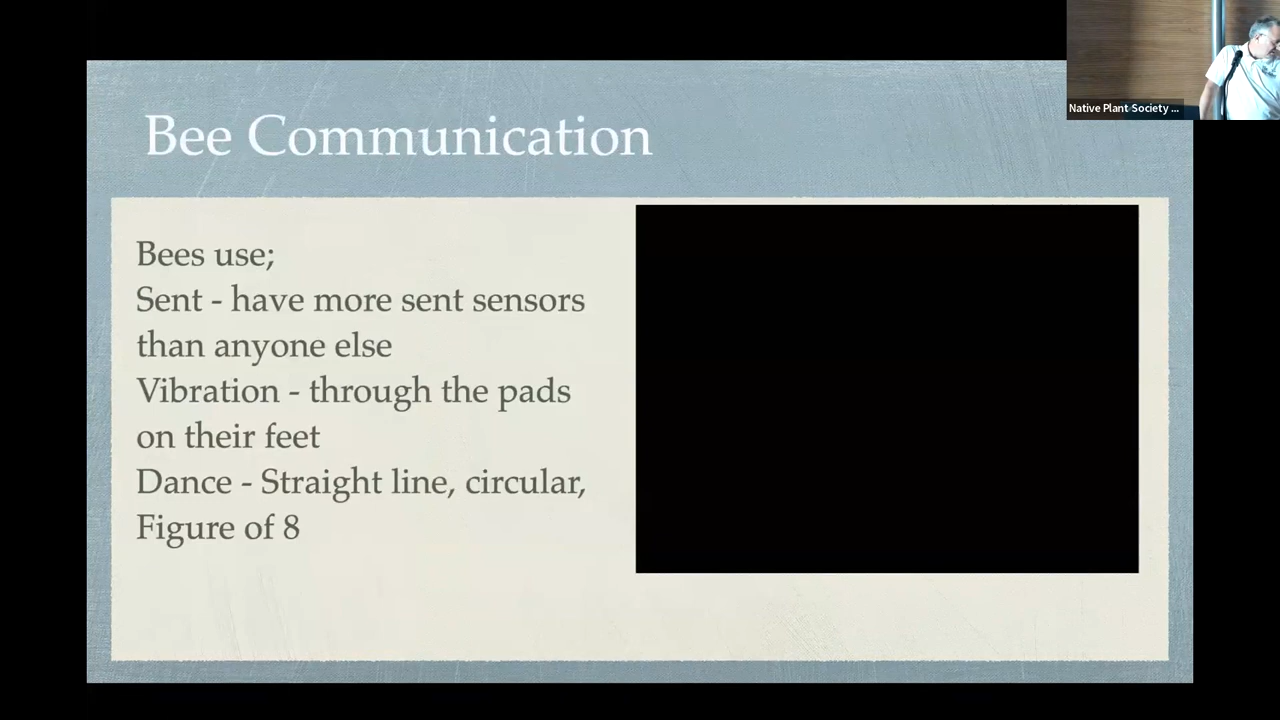 Native Plant Society ...
Bee Communication
Bees use;
Sent - have more sent sensors
than anyone else
Vibration - through the pads
on their feet
Dance - Straight line, circular,
Figure of 8